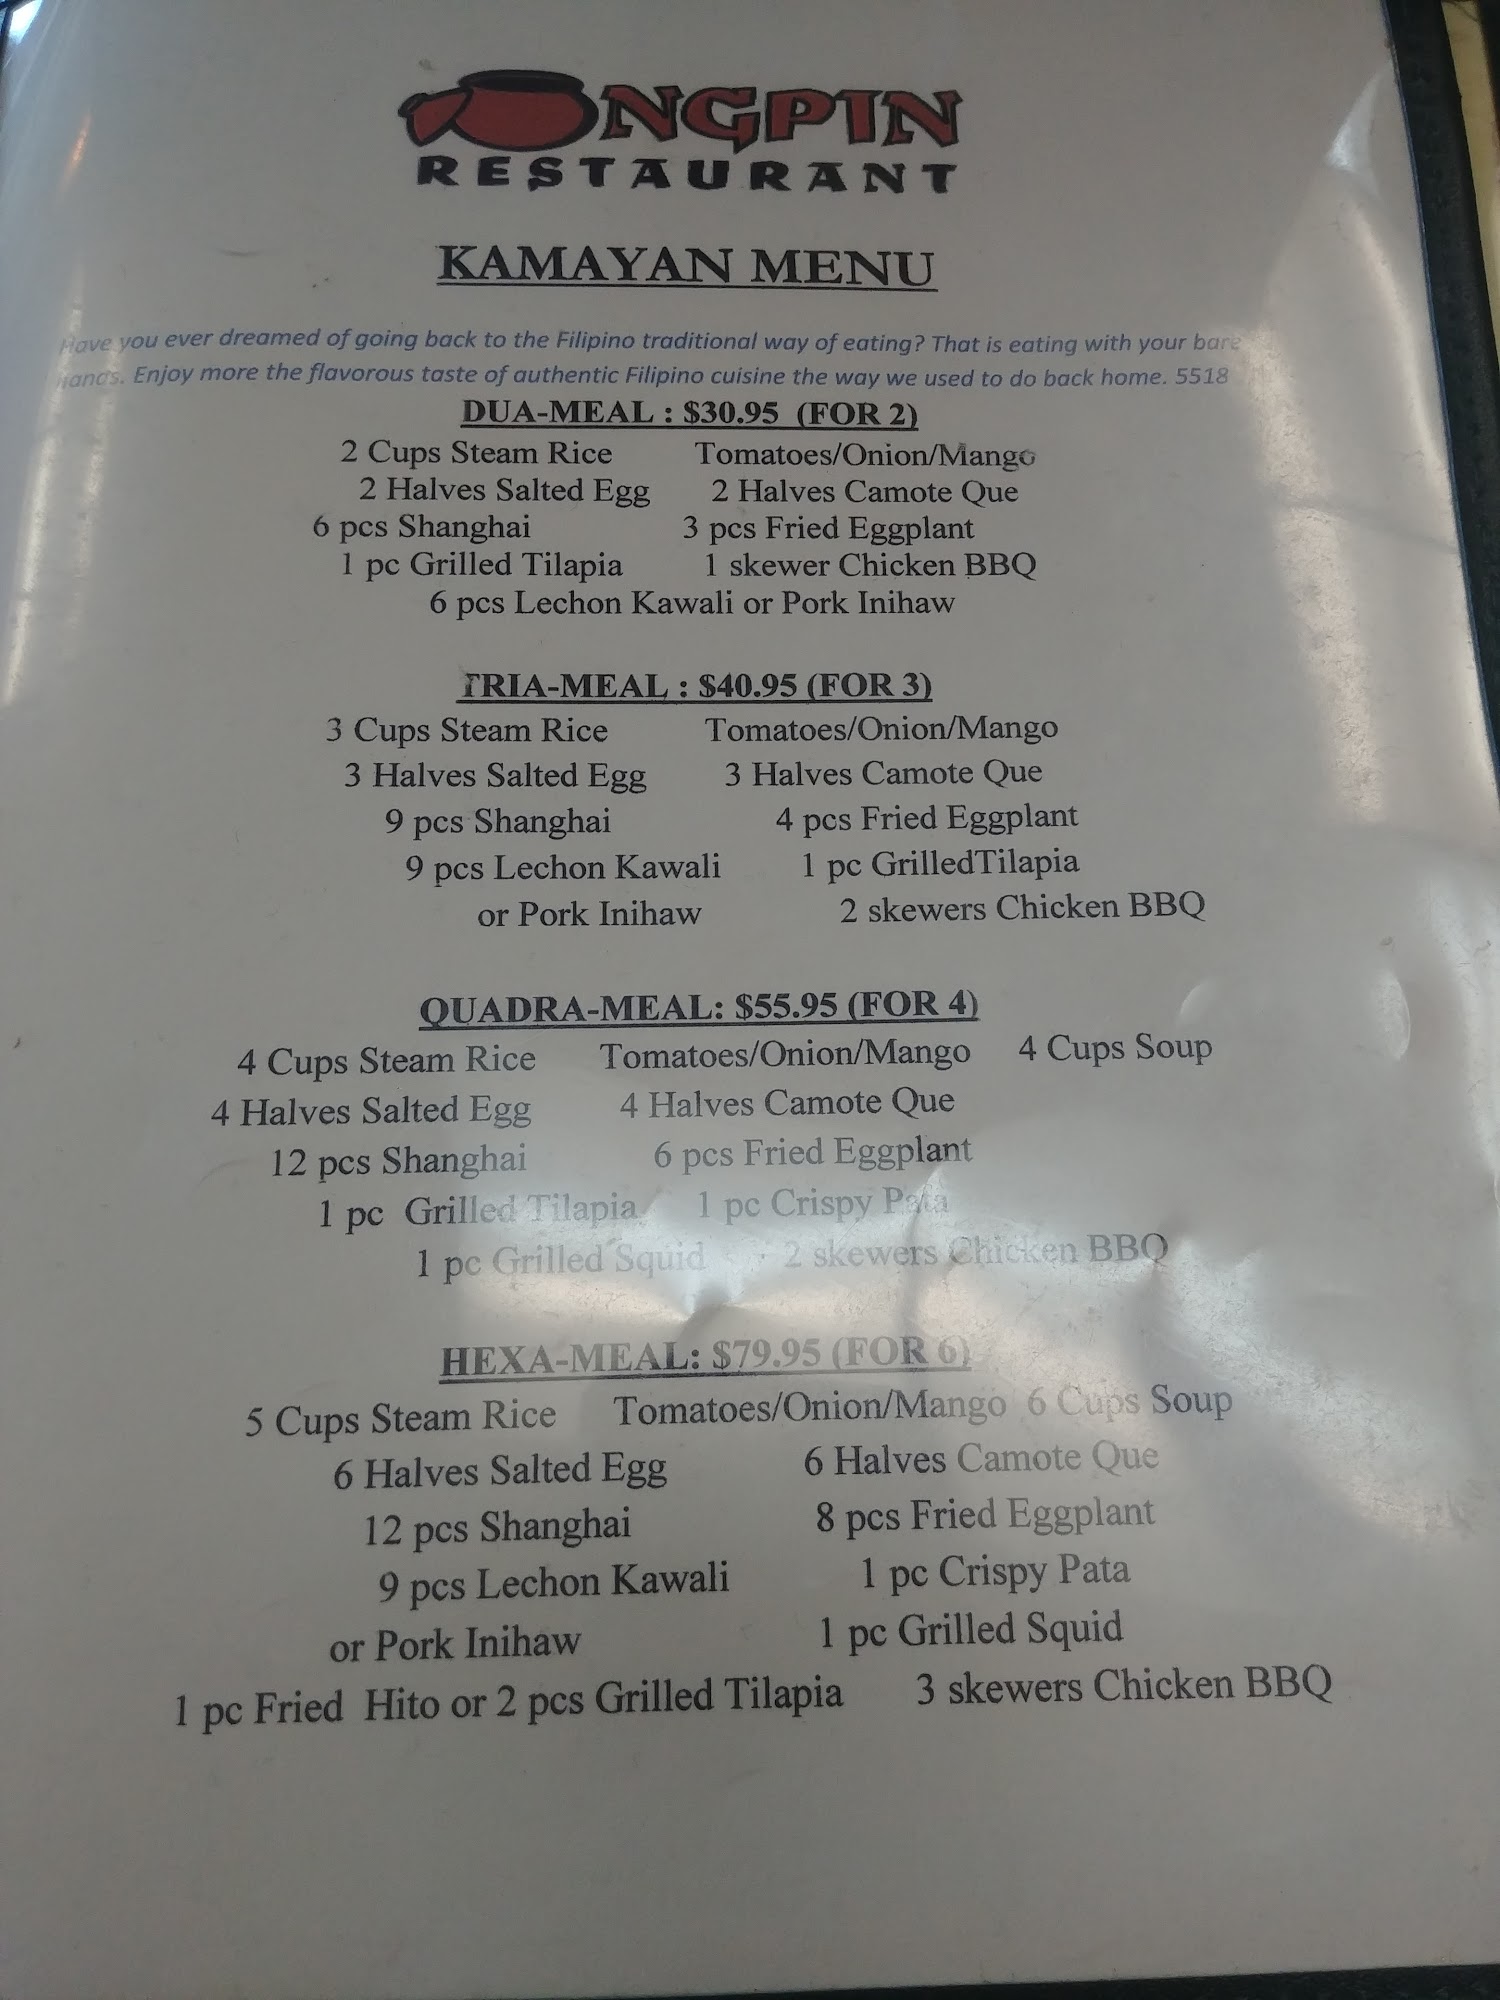 ONGPIN
RESTAURANT
KAMAYAN MENU
Have you ever dreamed of going back to the Filipino traditional way of eating? That is eating with your bare
hands. Enjoy more the flavorous taste of authentic Filipino cuisine the way we used to do back home. 5518
DUA-MEAL : $30.95 (FOR 2)
2 Cups Steam Rice Tomatoes/Onion/Mango
2 Halves Salted Egg 2 Halves Camote Que
6 pcs Shanghai 3 pcs Fried Eggplant
1 pc Grilled Tilapia 1 skewer Chicken BBQ
6 pcs Lechon Kawali or Pork Inihaw
TRIA-MEAL : $40.95 (FOR 3)
3 Cups Steam Rice Tomatoes/Onion/Mango
3 Halves Salted Egg 3 Halves Camote Que
9 pcs Shanghai 4 pcs Fried Eggplant
9 pcs Lechon Kawali 1 pc GrilledTilapia
or Pork Inihaw 2 skewers Chicken BBQ
QUADRA-MEAL: $55.95 (FOR 4)
4 Cups Steam Rice Tomatoes/Onion/Mango 4 Cups Soup
4 Halves Salted Egg 4 Halves Camote Que
12 pcs Shanghai 6 pcs Fried Eggplant
1 pc Grilled Tilapia 1 pc Crispy Pata
1 pc Grilled Squid 2 skewers Chicken BBQ
HEXA-MEAL: $79.95 (FOR 6)
5 Cups Steam Rice Tomatoes/Onion/Mango 6 Cups Soup
6 Halves Salted Egg 6 Halves Camote Que
12 pcs Shanghai 8 pcs Fried Eggplant
9 pcs Lechon Kawali 1 pc Crispy Pata
or Pork Inihaw 1 pc Grilled Squid
1 pc Fried Hito or 2 pcs Grilled Tilapia 3 skewers Chicken BBQ